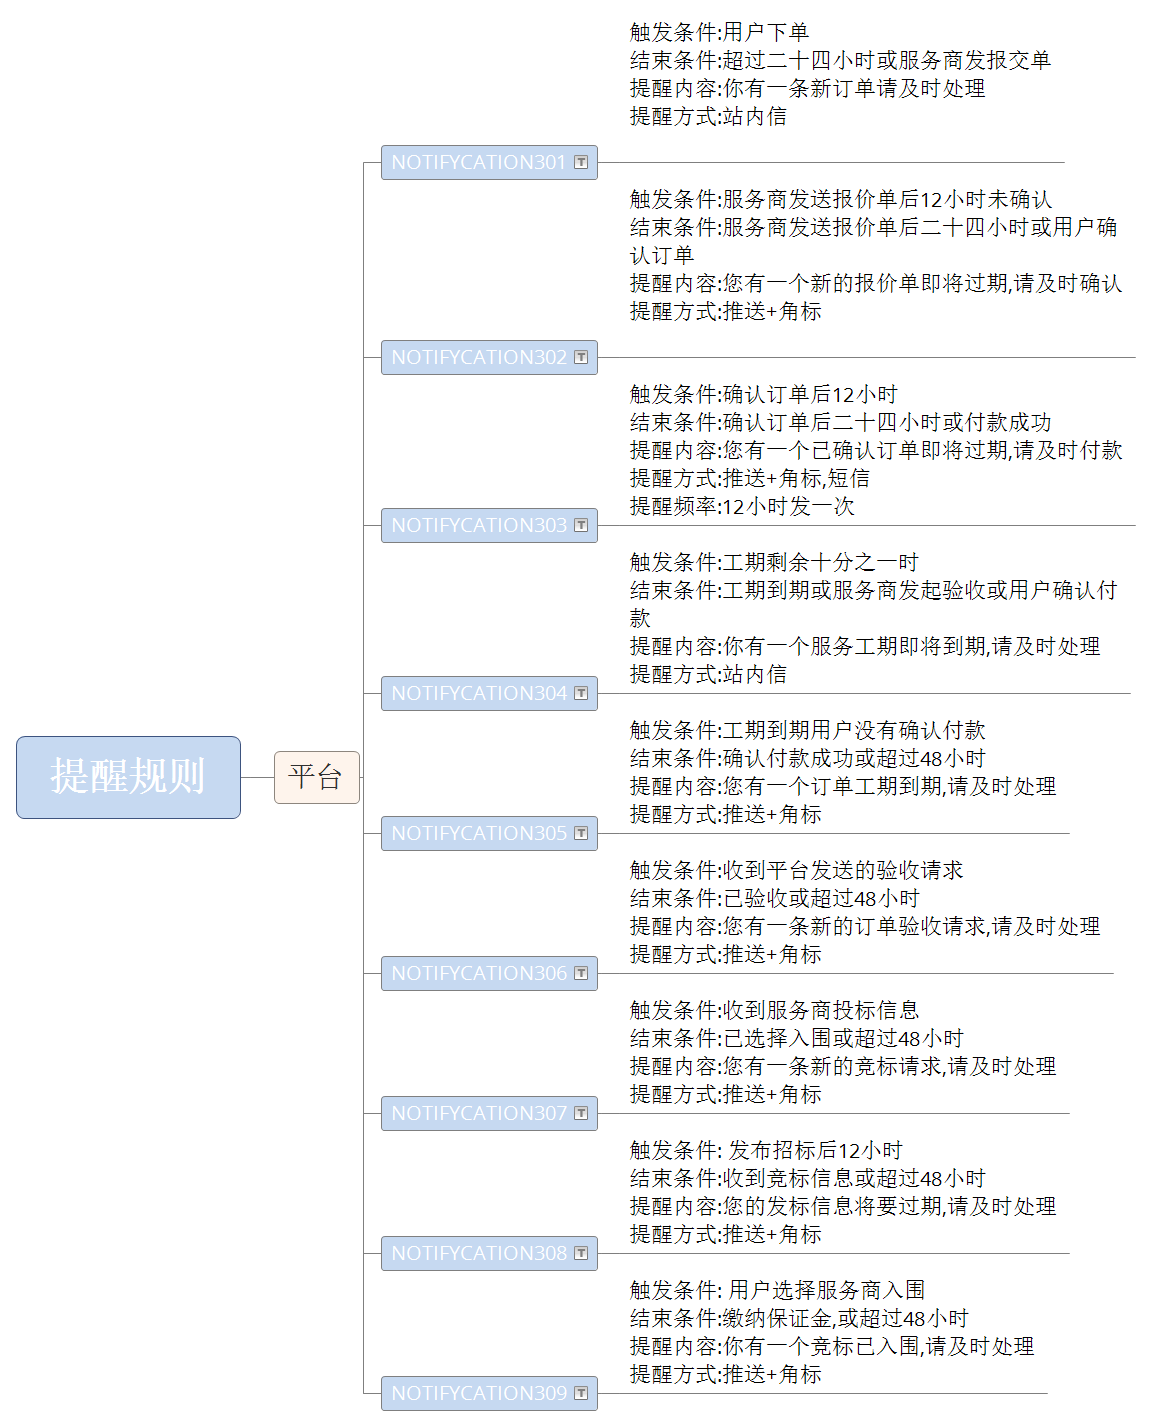 触发条件:用户下单
结束条件:超过二十四小时或服务商发报交单
提醒内容:你有一条新订单请及时处理
提醒方式:站内信
NOTIFYCATION301
触发条件:服务商发送报价单后12小时未确认
结束条件:服务商发送报价单后二十四小时或用户确
认订单
提醒内容:您有一个新的报价单即将过期,请及时确认
提醒方式:推送+角标
NOTIFYCATION302
触发条件:确认订单后12小时
结束条件:确认订单后二十四小时或付款成功
提醒内容:您有一个已确认订单即将过期,请及时付款
提醒方式:推送+角标,短信
提醒频率:12小时发一次
NOTIFYCATION303
触发条件:工期剩余十分之一时
结束条件:工期到期或服务商发起验收或用户确认付
款
提醒内容:你有一个服务工期即将到期,请及时处理
提醒方式:站内信
NOTIFYCATION304
触发条件:工期到期用户没有确认付款
结束条件:确认付款成功或超过48小时
提醒内容:您有一个订单工期到期,请及时处理
提醒方式:推送+角标
NOTIFYCATION305
提醒规则
平台
触发条件:收到平台发送的验收请求
结束条件:已验收或超过48小时
提醒内容:您有一条新的订单验收请求,请及时处理
提醒方式:推送+角标
NOTIFYCATION306
触发条件:收到服务商投标信息
结束条件:已选择入围或超过48小时
提醒内容:您有一条新的竞标请求,请及时处理
提醒方式:推送+角标
NOTIFYCATION307
触发条件: 发布招标后12小时
结束条件:收到竞标信息或超过48小时
提醒内容:您的发标信息将要过期,请及时处理
提醒方式:推送+角标
NOTIFYCATION308
触发条件: 用户选择服务商入围
结束条件:缴纳保证金,或超过48小时
提醒内容:你有一个竞标已入围,请及时处理
提醒方式:推送+角标
NOTIFYCATION309